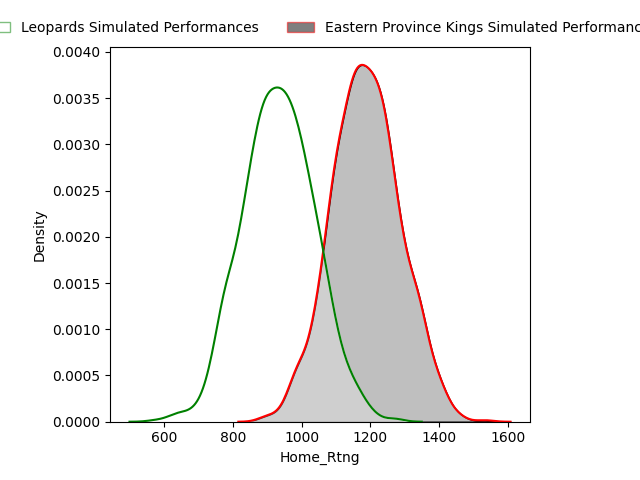 Leopards Simulated Performances Eastern Province Kings Simulated Performanc
0.0040
0.0035
0.0030
0.0025
0.0020
0.0015
0.0010
0.0005
0.0000
Density
600 800 1000 1200 1400 1600
Home_Rtng